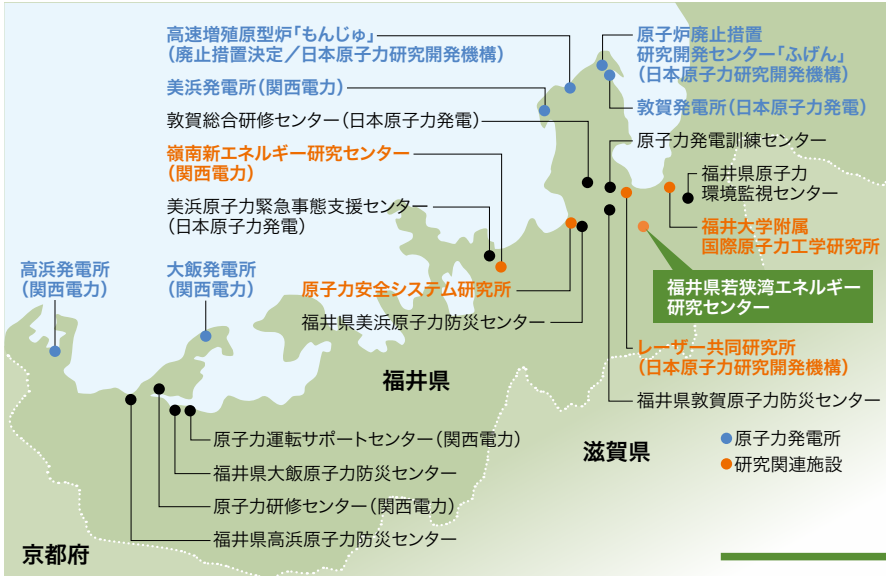 高速増殖原型炉「もんじゅ」
(廃止措置決定／日本原子力研究開発機構)
美浜発電所(関西電力)
敦賀総合研修センター(日本原子力発電)
嶺南新エネルギー研究センター
(関西電力)
美浜原子力緊急事態支援センター
(日本原子力発電)
原子力安全システム研究所
福井県美浜原子力防災センター
原子炉廃止措置
研究開発センター「ふげん」
(日本原子力研究開発機構)
敦賀発電所(日本原子力発電)
原子力発電訓練センター
福井県原子力
環境監視センター
福井大学附属
国際原子力工学研究所
福井県若狭湾エネルギー
研究センター
レーザー共同研究所
(日本原子力研究開発機構)
福井県敦賀原子力防災センター
高浜発電所
(関西電力)
大飯発電所
(関西電力)
福井県
滋賀県
原子力発電所
研究関連施設
原子力運転サポートセンター(関西電力)
福井県大飯原子力防災センター
原子力研修センター(関西電力)
福井県高浜原子力防災センター
京都府